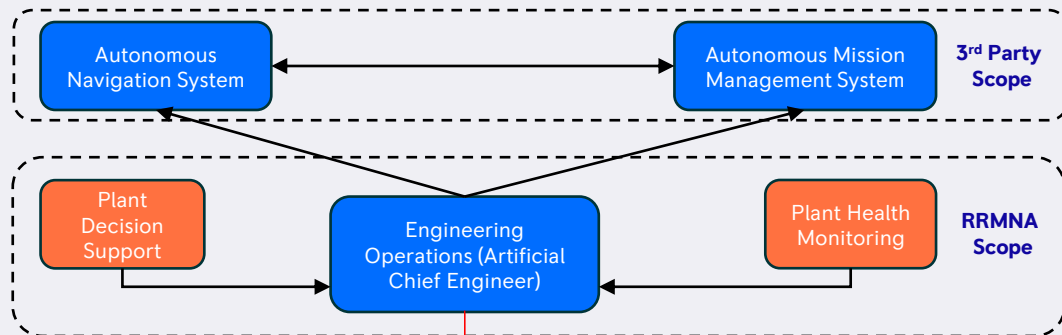 Autonomous
Navigation System
Autonomous Mission
Management System
3rd Party
Scope
Plant
Decision
Support
Engineering
Operations (Artificial
Chief Engineer)
Plant Health
Monitoring
RRMNA
Scope